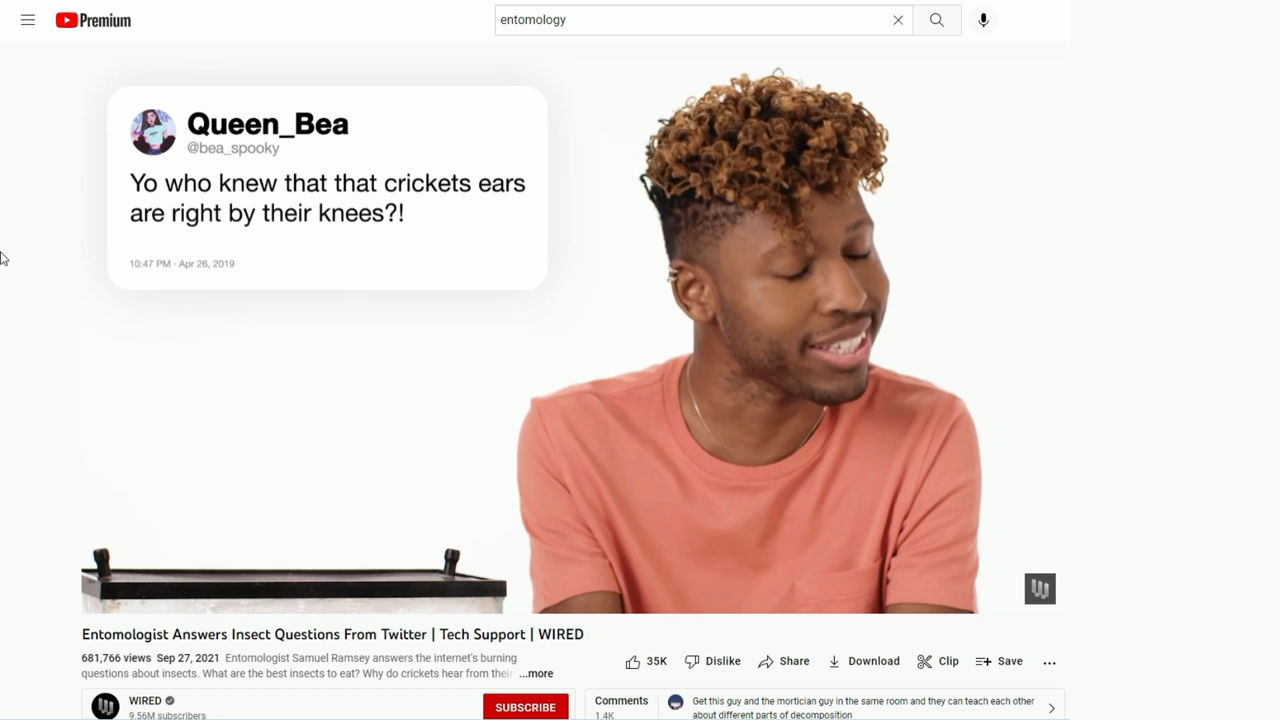 Premium
entomology
Queen_Bea
@bea_spooky
Yo who knew that that crickets ears
are right by their knees?!
10:47 PM · Apr 26, 2019
Entomologist Answers Insect Questions From Twitter | Tech Support | WIRED
681,766 views Sep 27, 2021 Entomologist Samuel Ramsey answers the internet's burning
questions about insects. What are the best insects to eat? Why do crickets hear from their ...more
35K Dislike Share Download Clip Save
WIRED
9.56M subscribers
SUBSCRIBE
Comments
1.4K
Get this guy and the mortician guy in the same room and they can teach each other
about different parts of decomposition